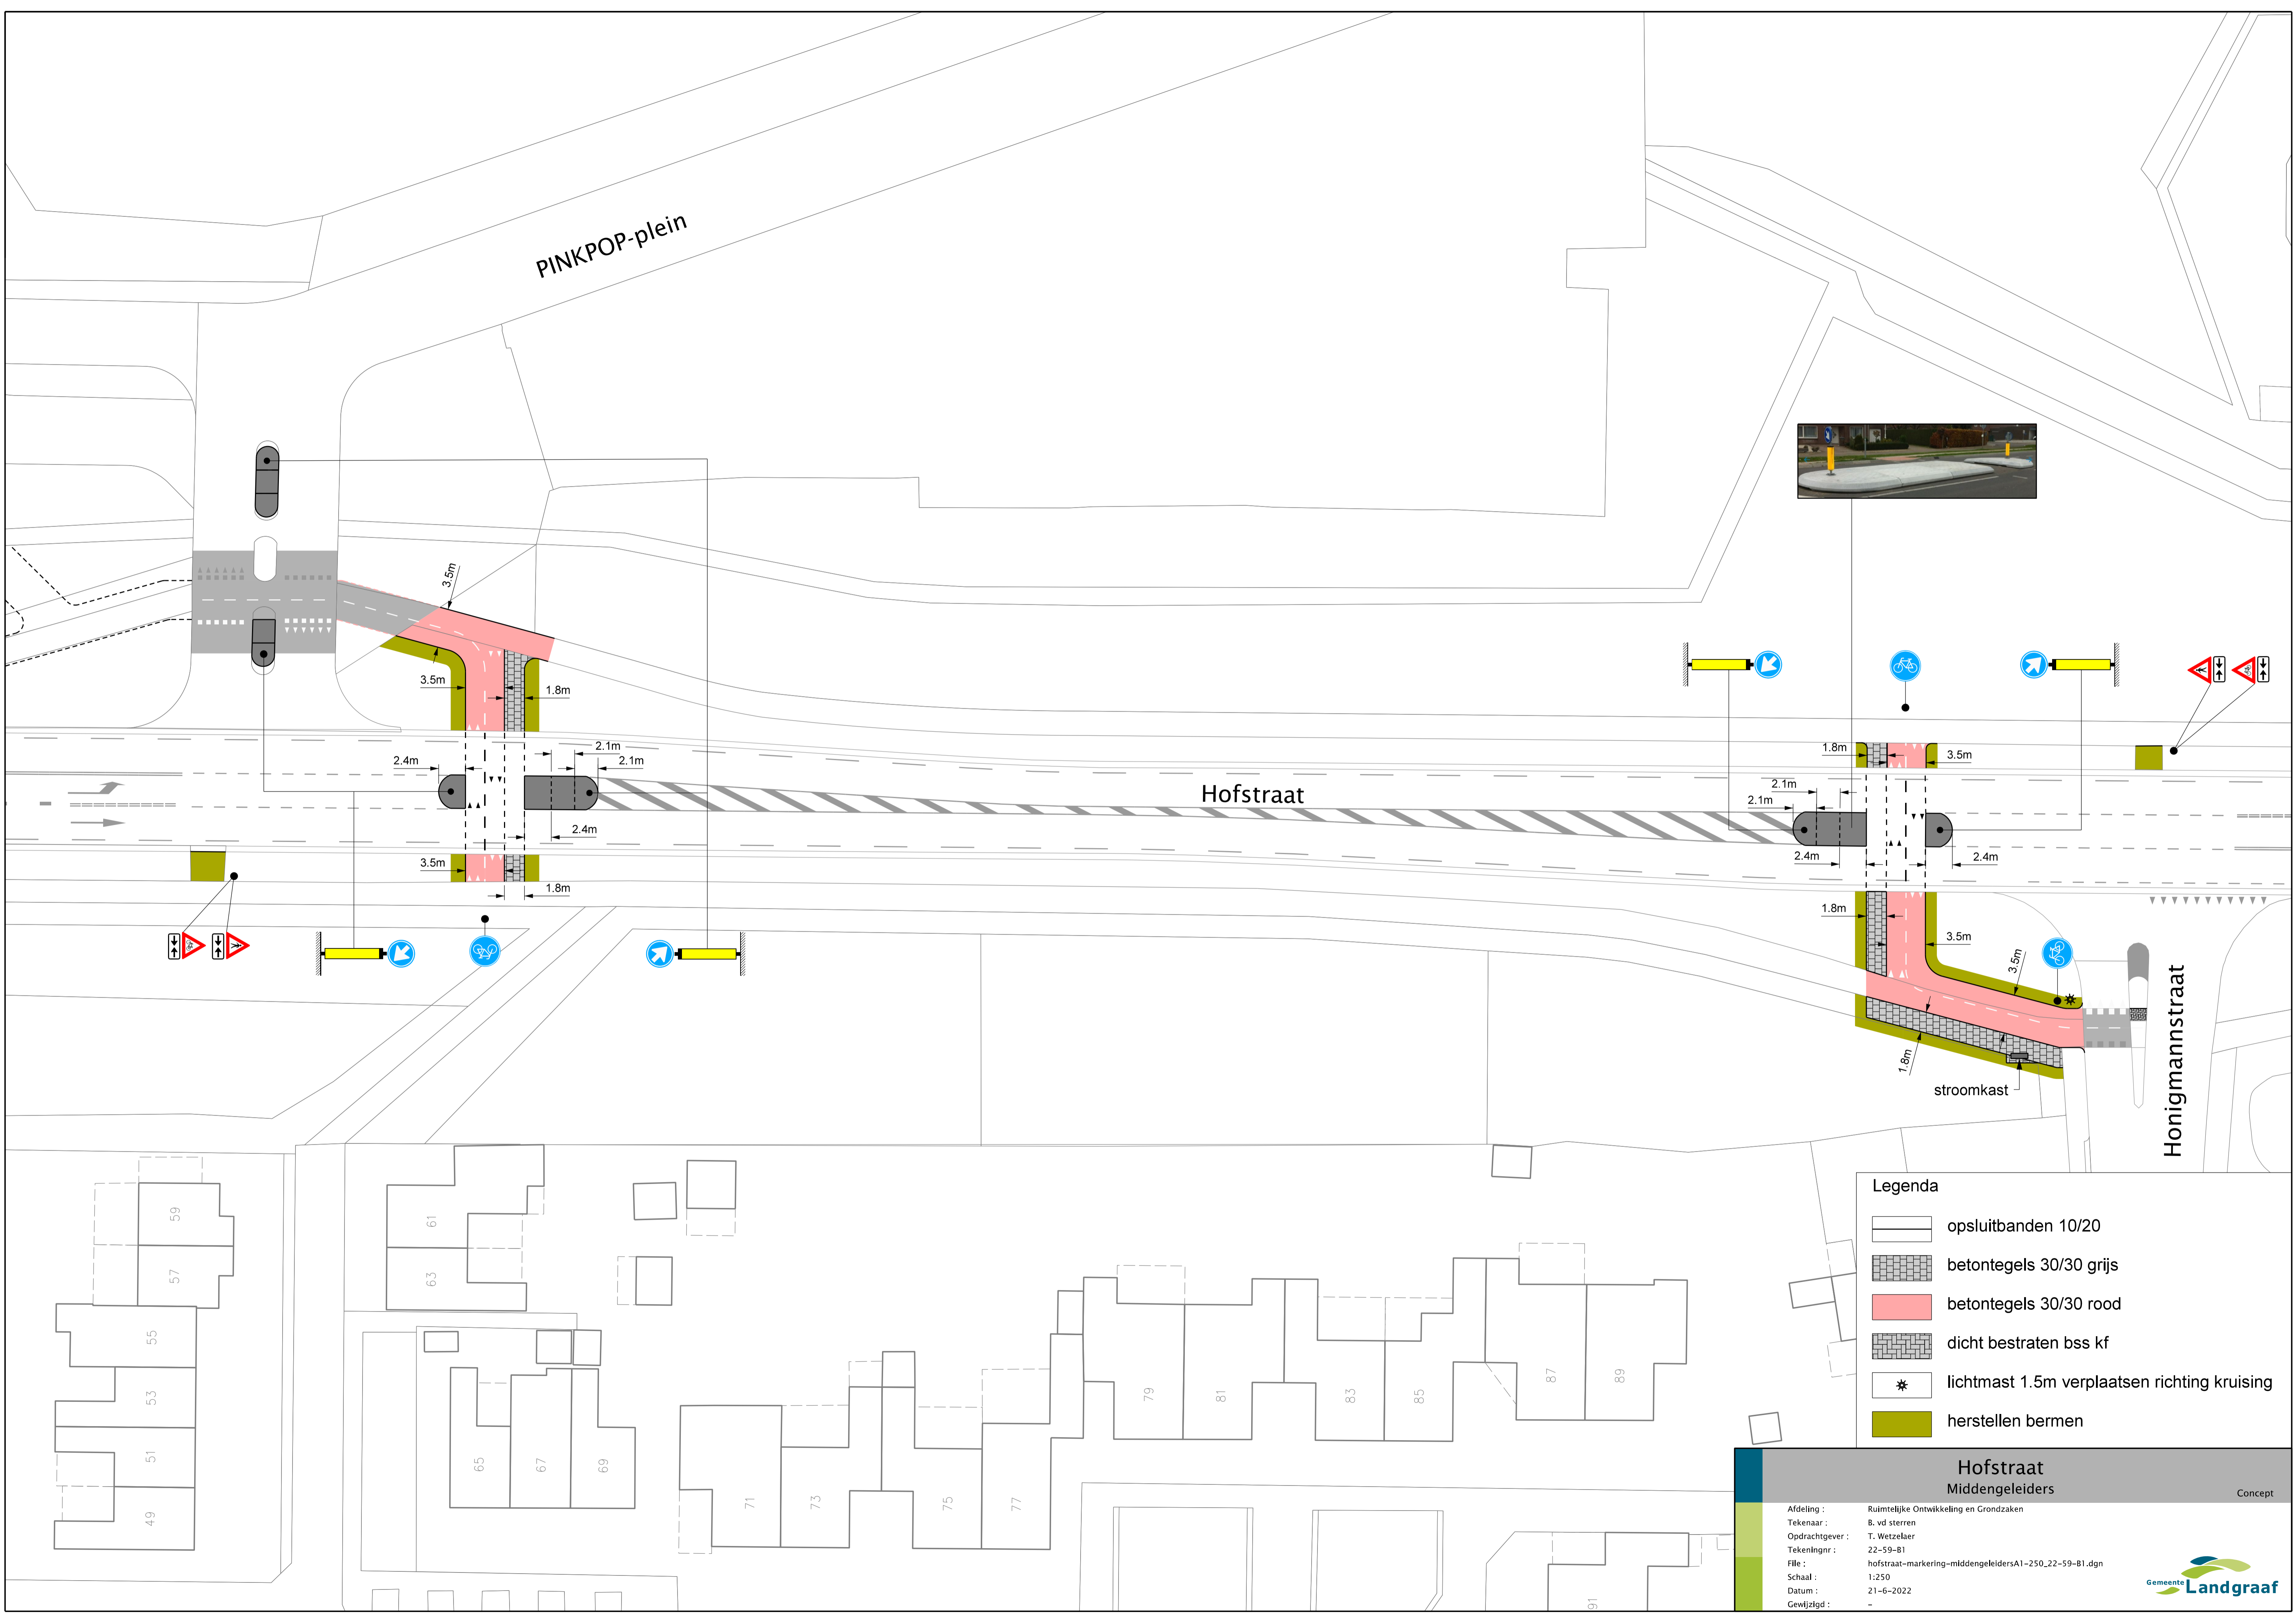 PINKPOP-plein
3.5m
3.5m
1.8m
2.1m
2.1m
2.4m
2.4m
3.5m
1.8m
Hofstraat
1.8m
3.5m
2.1m
2.1m
2.4m
2.4m
1.8m
3.5m
3.5m
1.8m
stroomkast
Honigmannstraat
59
57
55
53
51
49
61
63
65
67
69
71
73
75
77
79
81
83
85
87
89
91
Legenda
opsluitbanden 10/20
betontegels 30/30 grijs
betontegels 30/30 rood
dicht bestraten bss kf
lichtmast 1.5m verplaatsen richting kruising
herstellen bermen
Hofstraat
Middengeleiders
Concept
Afdeling : Ruimtelijke Ontwikkeling en Grondzaken
Tekenaar : B. vd sterren
Opdrachtgever : T. Wetzelaer
Tekeningnr : 22-59-B1
File : hofstraat-markering-middengeleidersA1-250_22-59-B1.dgn
Schaal : 1:250
Datum : 21-6-2022
Gewijzigd : -
Gemeente Landgraaf